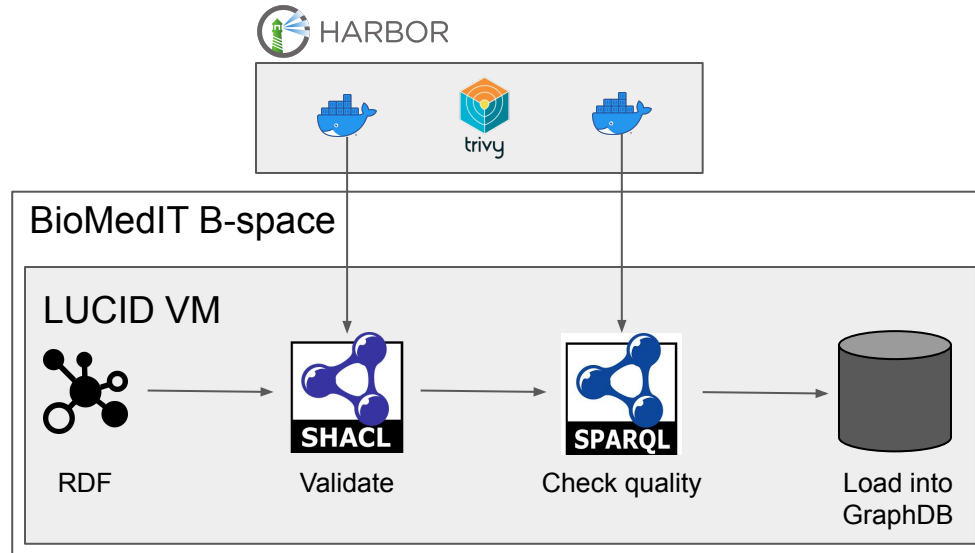 HARBOR
trivy
BioMedIT B-space
LUCID VM
SHACL
SPARQL
RDF
Validate
Check quality
Load into
GraphDB